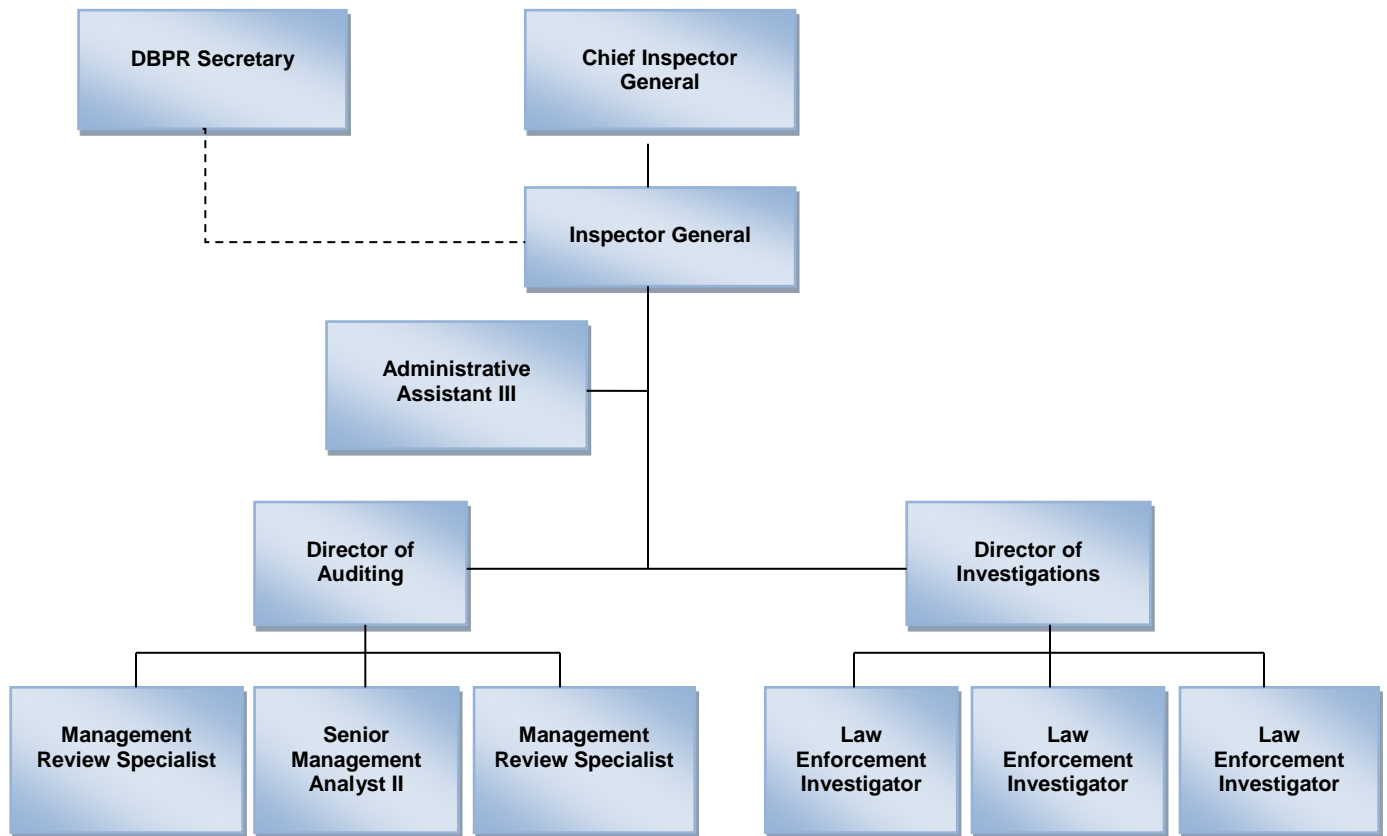 DBPR Secretary
Chief Inspector
General
Inspector General
Administrative
Assistant III
Director of
Auditing
Director of
Investigations
Management
Review Specialist
Senior
Management
Analyst II
Management
Review Specialist
Law
Enforcement
Investigator
Law
Enforcement
Investigator
Law
Enforcement
Investigator